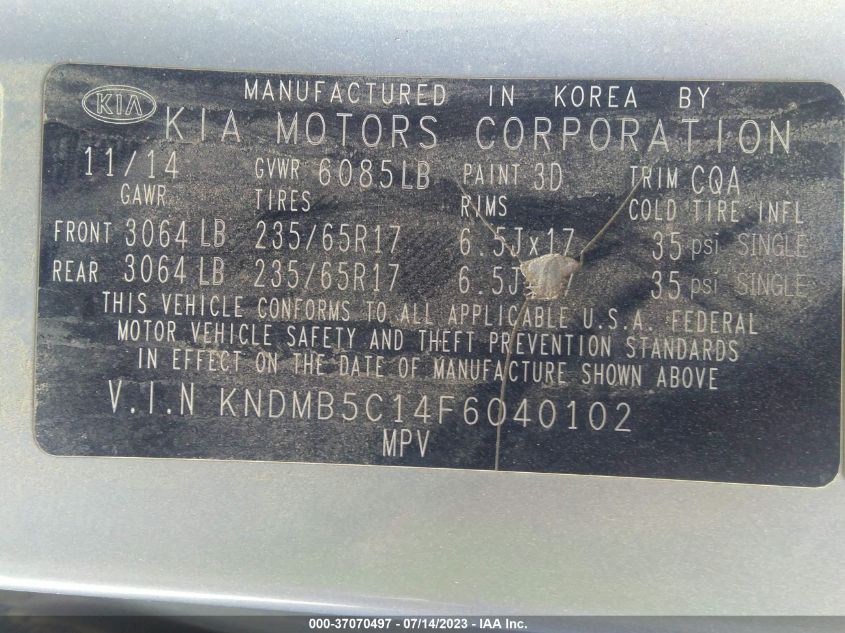 KIA MANUFACTURED IN KOREA BY
KIA MOTORS CORPORATION
11/14 GVWR 6085LB PAINT 3D TRIM CQA
GAWR TIRES RIMS COLD TIRE INFL
FRONT 3064 LB 235/65R17 6.5Jx17 35 psi SINGLE
REAR 3064 LB 235/65R17 35 psi SINGLE
THIS VEHICLE CONFORMS TO ALL APPLICABLE U.S.A. FEDERAL
MOTOR VEHICLE SAFETY AND THEFT PREVENTION STANDARDS
IN EFFECT ON THE DATE OF MANUFACTURE SHOWN ABOVE
V.I.N KNDMB5C14F6040102
MPV
000-37070497 - 07/14/2023 - IAA Inc.